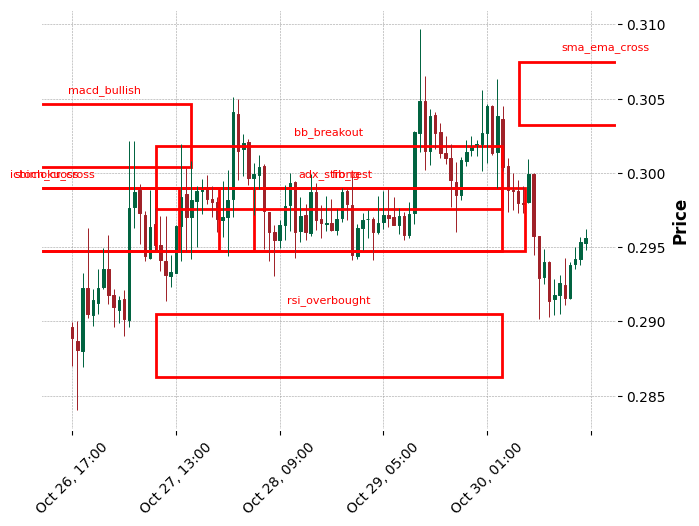 sma_ema_cross
macd_bullish
bb_breakout
stoch_cross
adx_strong
fib_test
rsi_overbought
0.310
0.305
0.300
0.295
0.290
0.285
Price
Oct 26, 17:00
Oct 27, 13:00
Oct 28, 09:00
Oct 29, 05:00
Oct 30, 01:00